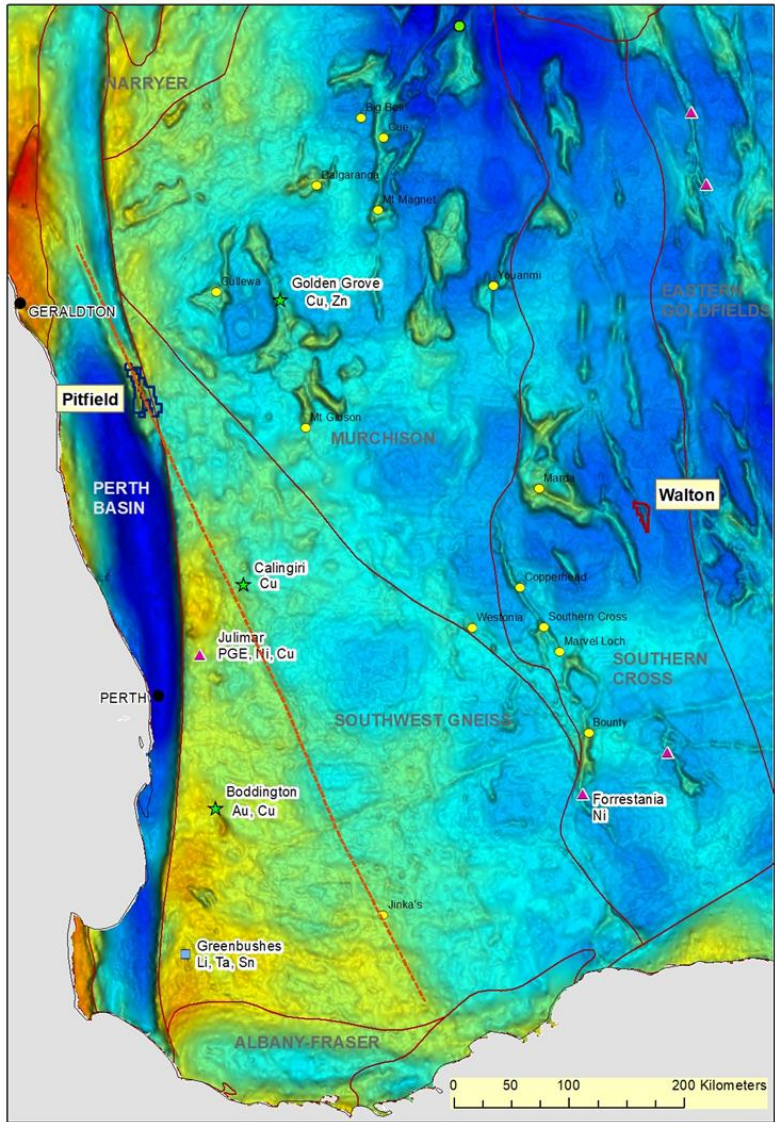 NARRYER
Big Bell
Cue
Dalgaranga
Mt Magnet
Golden Grove
Cu, Zn
Gullewa
Youanmi
EASTERN
GOLDFIELDS
GERALDTON
Pitfield
Mt Gibson
MURCHISON
PERTH
BASIN
Marda
Walton
Calingiri
Cu
Copperhead
Westonia
Southern Cross
Marvel Loch
Julimar
PGE, Ni, Cu
SOUTHERN
CROSS
PERTH
SOUTHWEST GNEISS
Bounty
Boddington
Au, Cu
Forrestania
Ni
Jinka's
Greenbushes
Li, Ta, Sn
ALBANY-FRASER
0 50 100 200 Kilometers